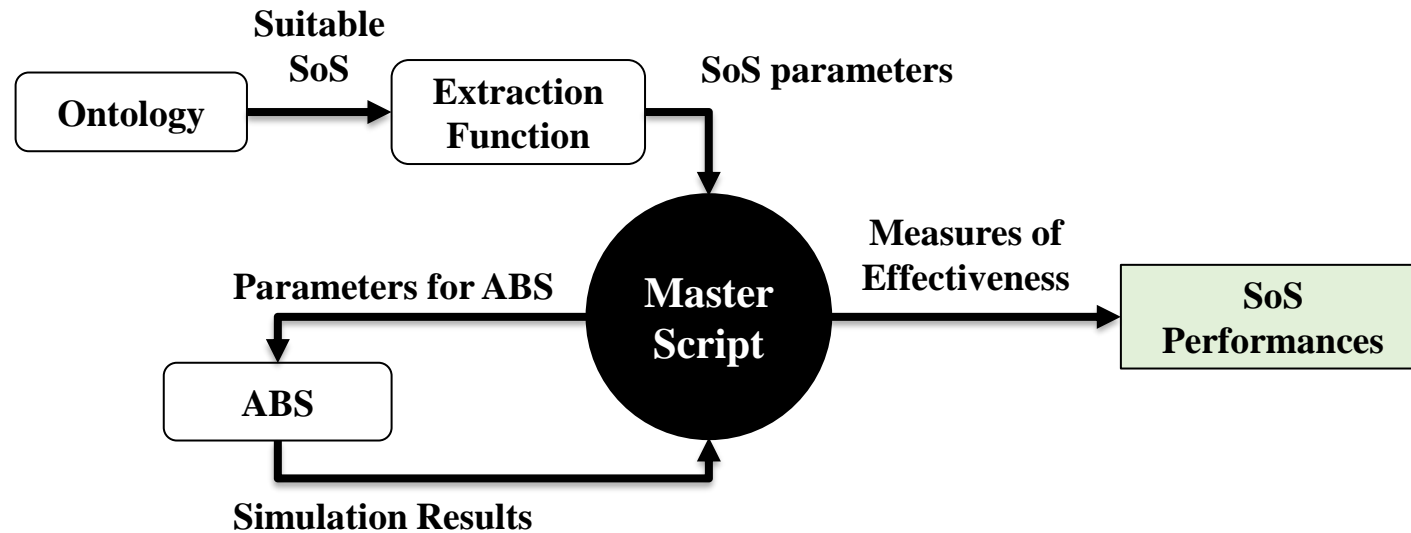 Suitable
SoS
Ontology
Extraction
Function
SoS parameters
Measures of
Effectiveness
Parameters for ABS
Master
Script
SoS
Performances
ABS
Simulation Results